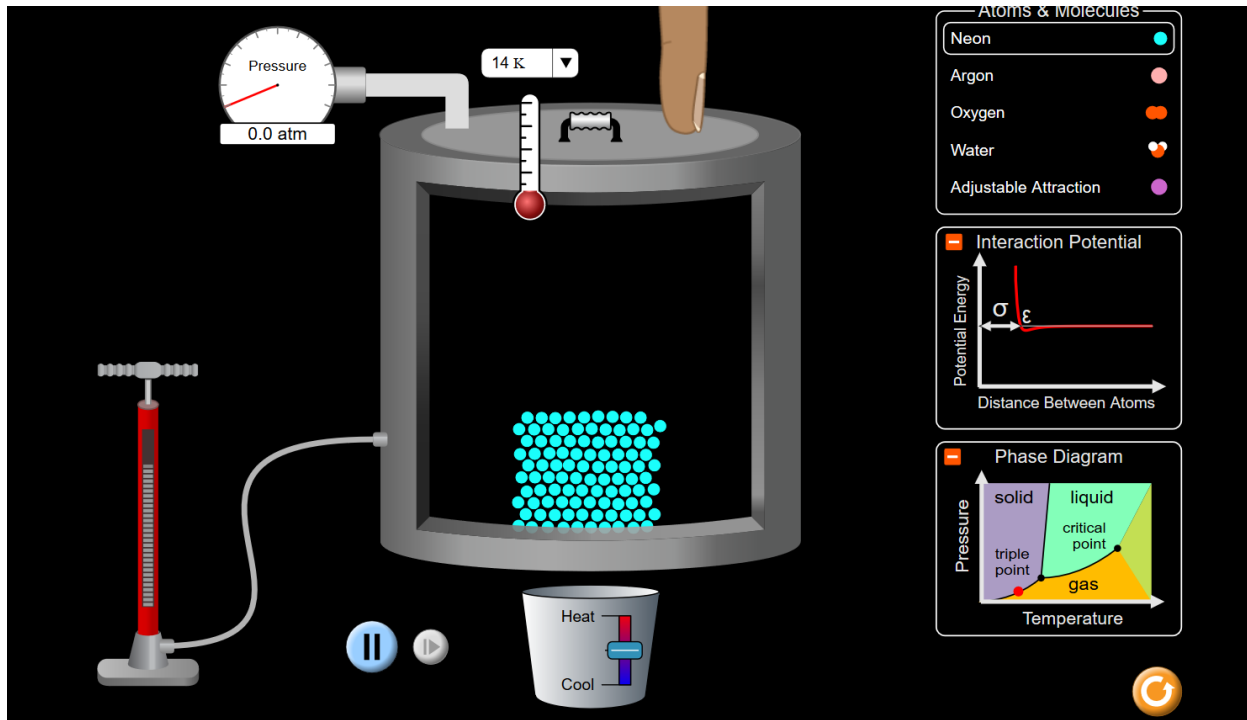 Atoms & Molecules
Neon
Argon
Oxygen
Water
Adjustable Attraction
Pressure
0.0 atm
14 K
Interaction Potential
Potential Energy
σ
ε
Distance Between Atoms
Phase Diagram
Pressure
solid
liquid
critical
point
triple
point
gas
Temperature
Heat
Cool